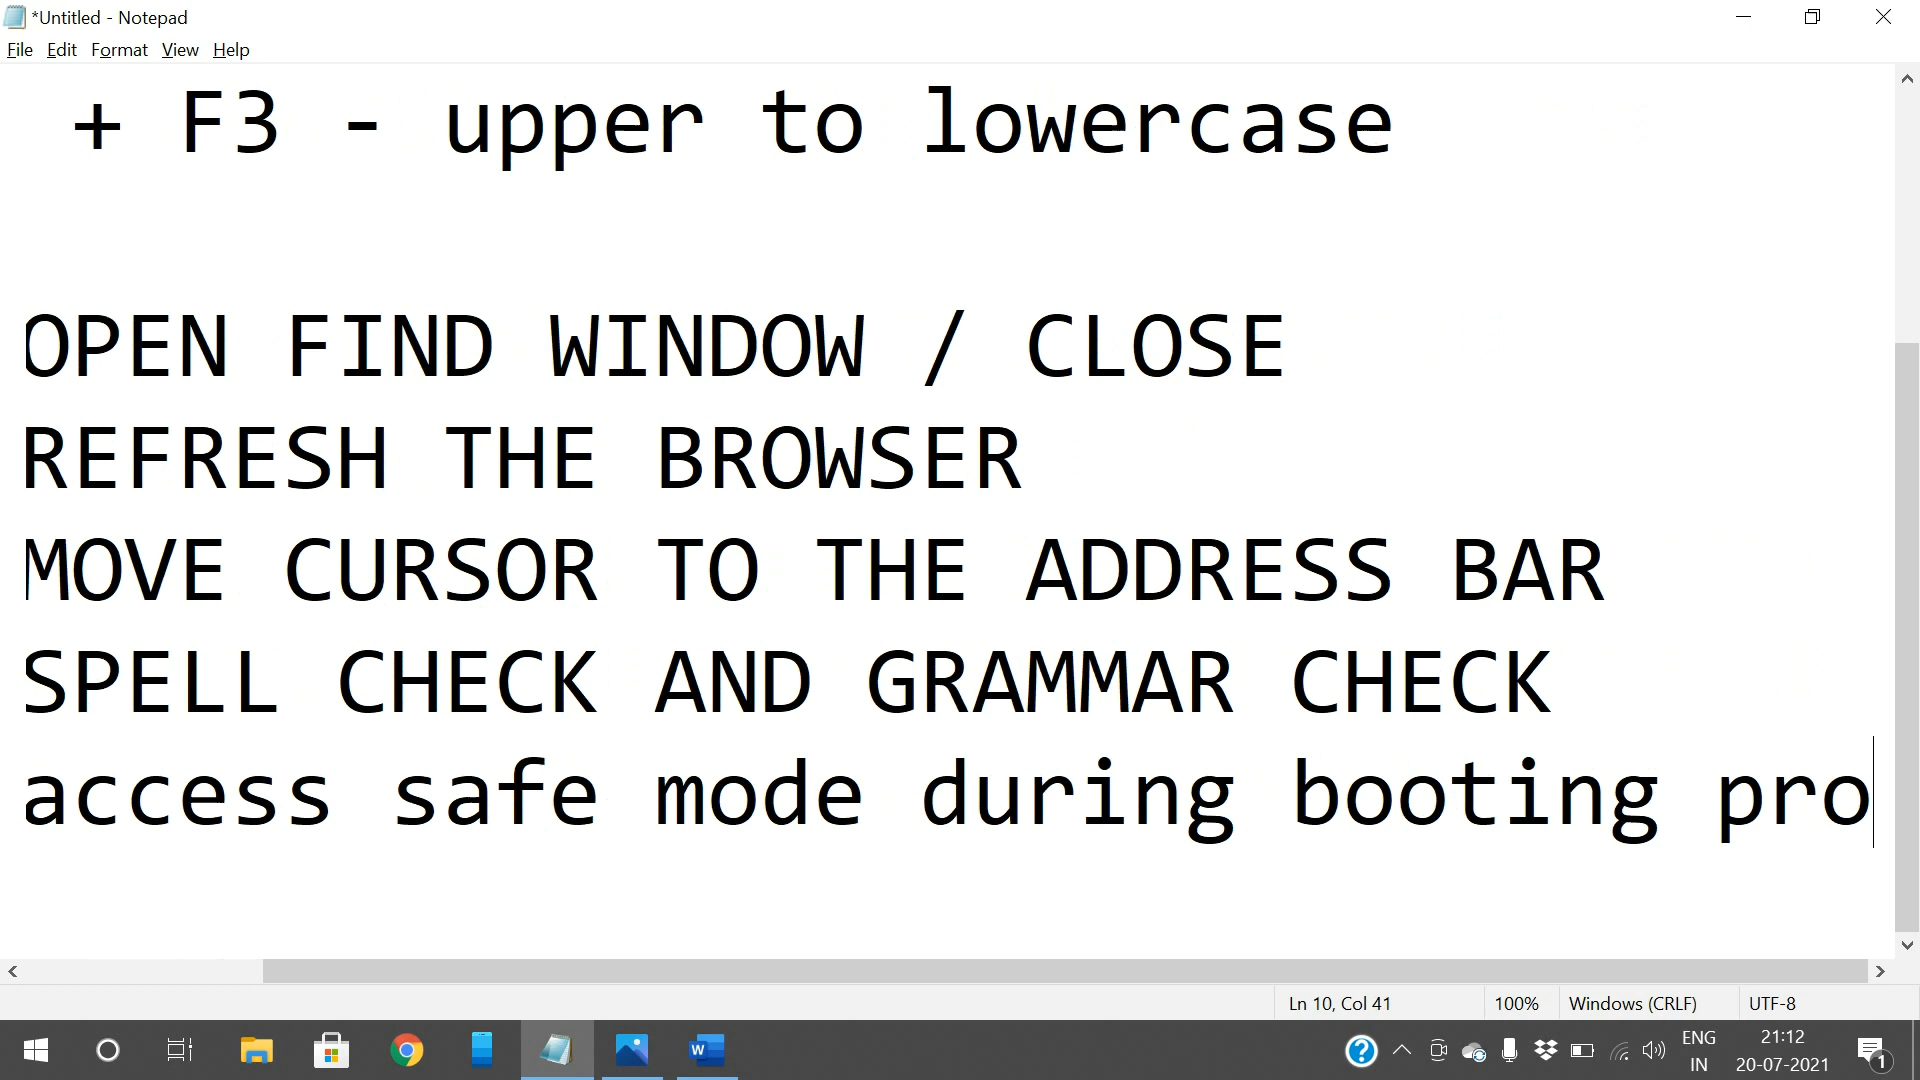 *Untitled - Notepad
File Edit Format View Help
+ F3 - upper to lowercase
OPEN FIND WINDOW / CLOSE
REFRESH THE BROWSER
MOVE CURSOR TO THE ADDRESS BAR
SPELL CHECK AND GRAMMAR CHECK
access safe mode during booting pro
Ln 10, Col 41 100% Windows (CRLF) UTF-8
ENG 21:12
IN 20-07-2021 1